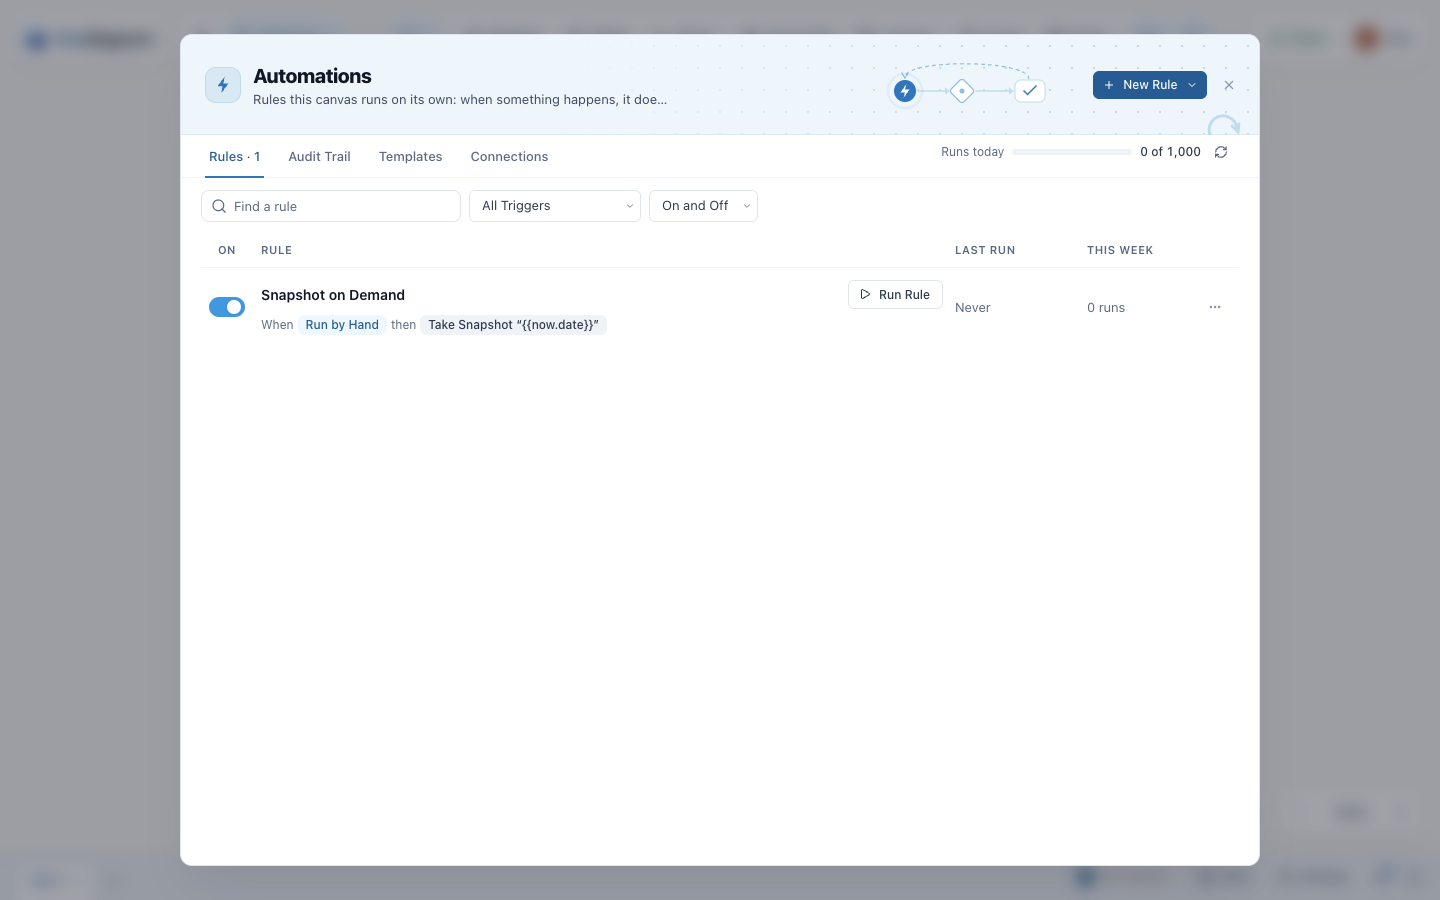 Automations
Rules this canvas runs on its own: when something happens, it doe...
New Rule
Rules · 1
Audit Trail
Templates
Connections
Runs today
0 of 1,000
Find a rule
All Triggers
On and Off
ON
RULE
LAST RUN
THIS WEEK
Snapshot on Demand
Run Rule
When Run by Hand then Take Snapshot “{{now.date}}”
Never
0 runs